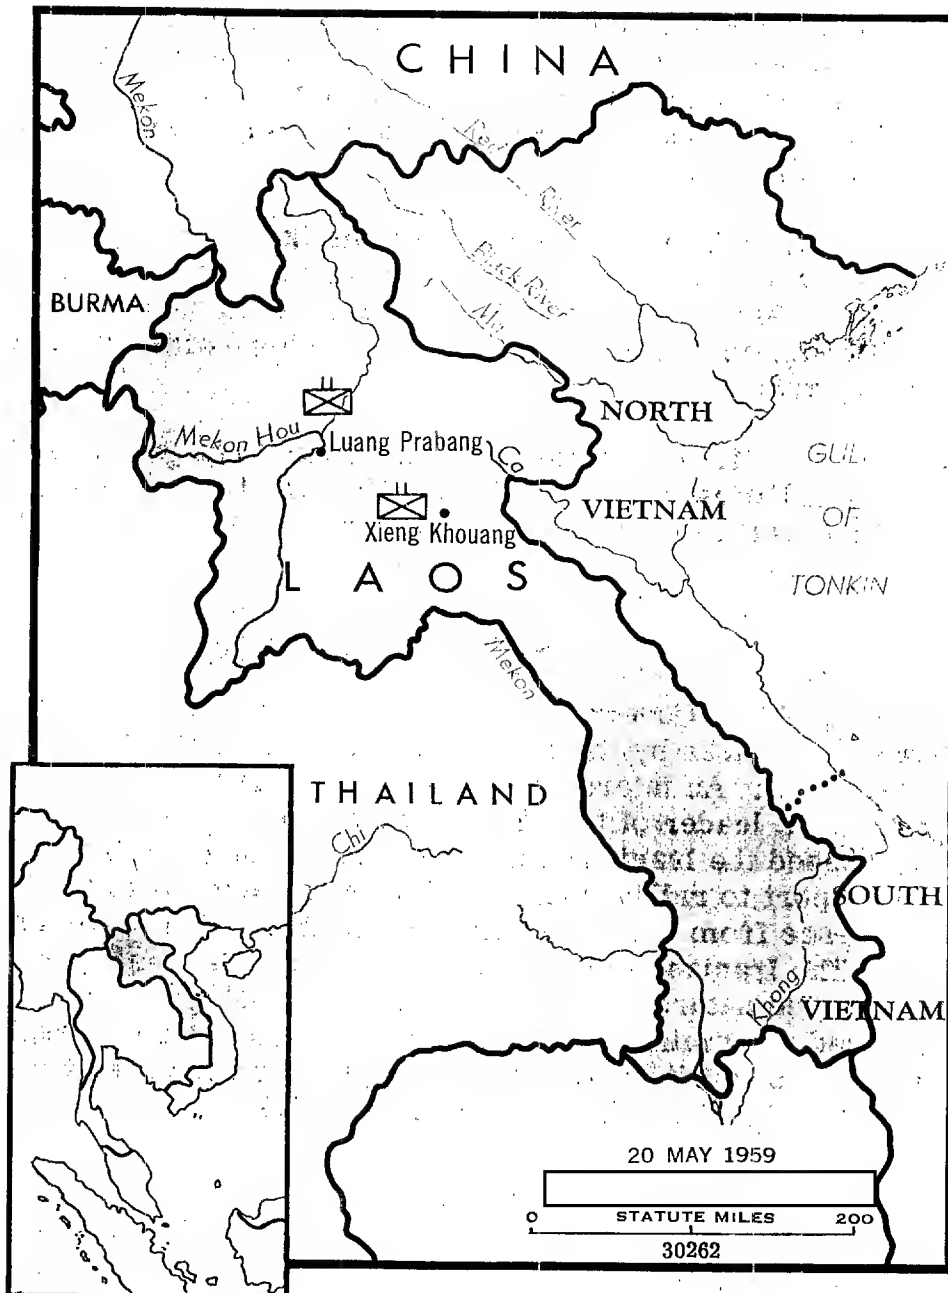 CHINA
Mekon
Red River
Black River
Ma
BURMA
NORTH
Mekon Hou
Luang Prabang
Ca
GUL
VIETNAM
OF
Xieng Khouang
LAOS
TONKIN
Mekon
THAILAND
Chi
SOUTH
Khong
VIETNAM
20 MAY 1959
0 STATUTE MILES 200
30262